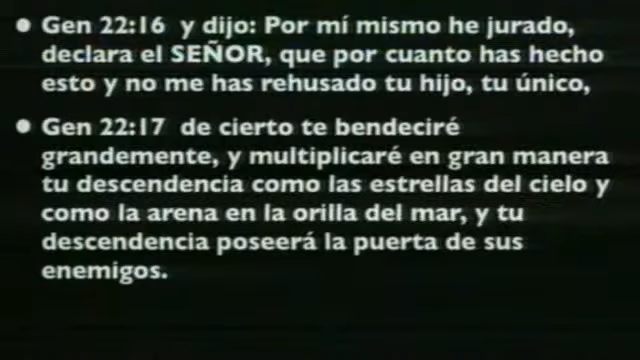 • Gen 22:16 y dijo: Por mí mismo he jurado,
declara el SEÑOR, que por cuanto has hecho
esto y no me has rehusado tu hijo, tu único,
• Gen 22:17 de cierto te bendeciré
grandemente, y multiplicaré en gran manera
tu descendencia como las estrellas del cielo y
como la arena en la orilla del mar, y tu
descendencia poseerá la puerta de sus
enemigos.